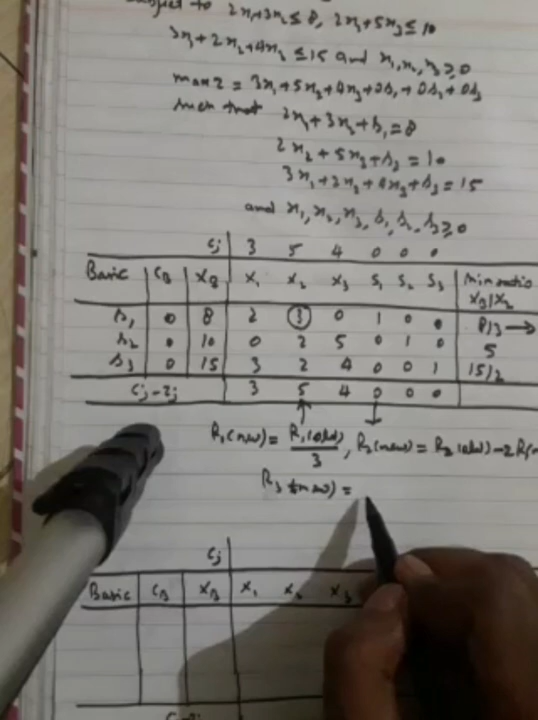 subject to 2x₁+3x₂ ≤ 8, 2x₂+5x₃ ≤ 10
3x₁+2x₂+4x₃ ≤ 15 and x₁,x₂,x₃ ≥ 0
max z = 3x₁+5x₂+4x₃+0s₁+0s₂+0s₃
such that 2x₁+3x₂+s₁=8
2x₂+5x₃+s₂=10
3x₁+2x₂+4x₃+s₃=15
and x₁,x₂,x₃,s₁,s₂,s₃ ≥ 0
Cj 3 5 4 0 0 0
Basic CB XB X₁ X₂ X₃ S₁ S₂ S₃ Min ratio XB/X₂
s₁ 0 8 2 3 0 1 0 0 8/3 →
s₂ 0 10 0 2 5 0 1 0 5
s₃ 0 15 3 2 4 0 0 1 15/2
Cj-Zj 3 5 4 0 0 0
R₁(new) = R₁(old)/3, R₂(new) = R₂(old)-2R₁(n
R₃(new) =
Cj
Basic CB XB X₁ X₂ X₃